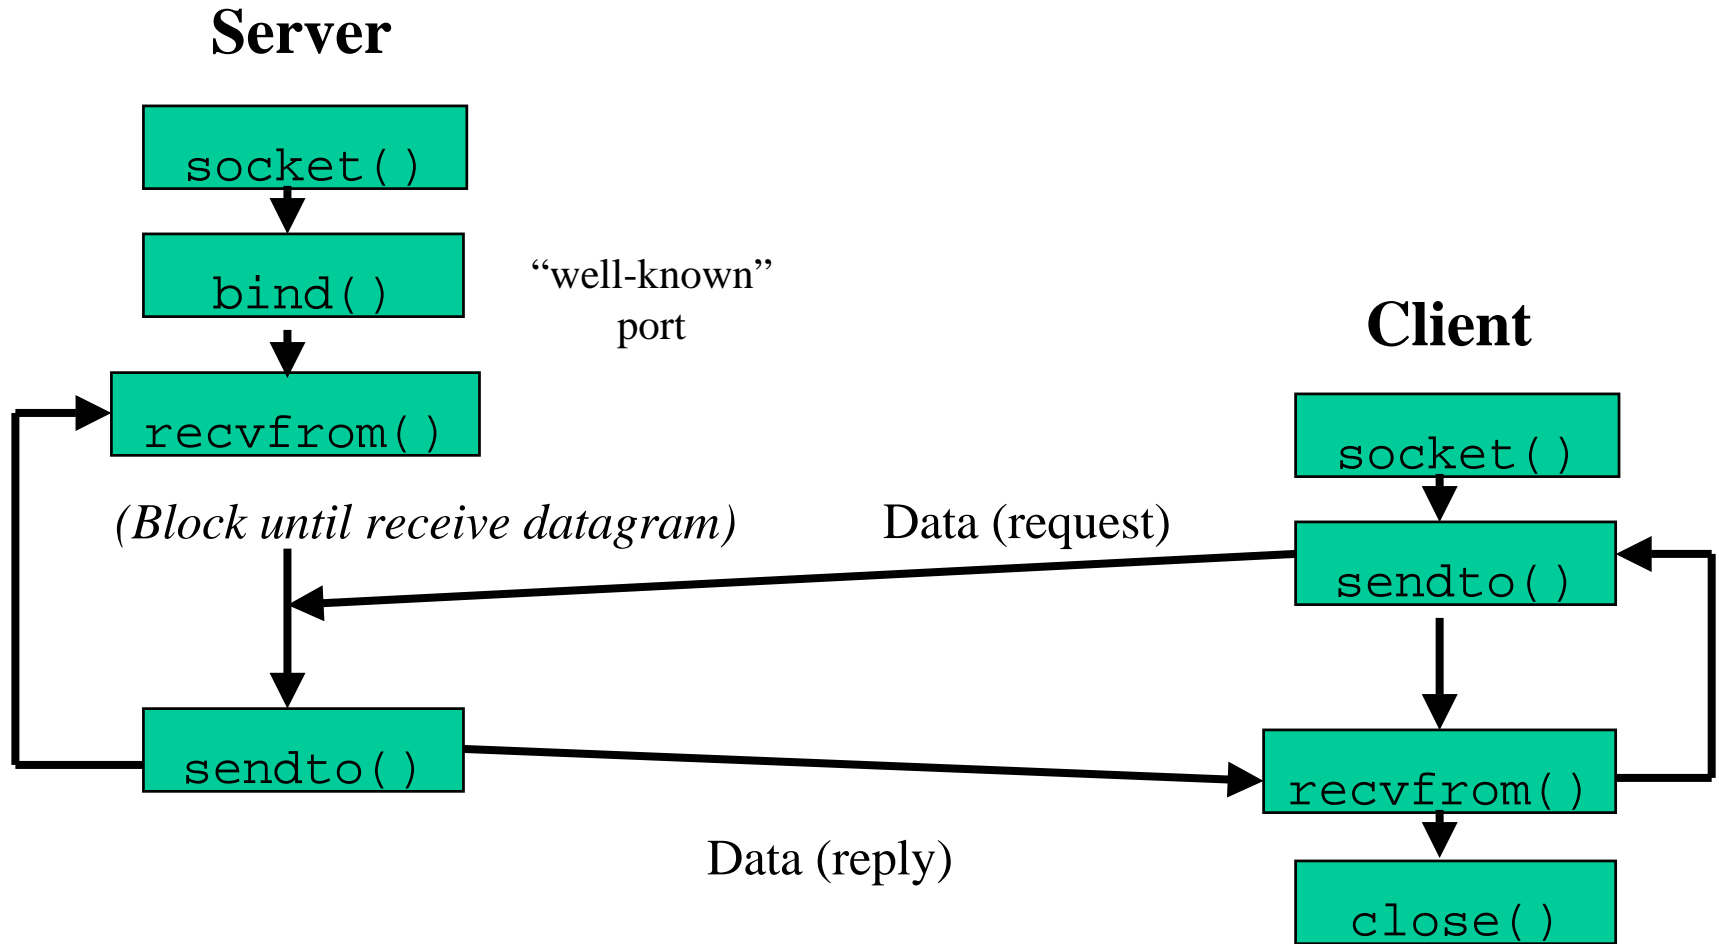 Server
socket()
bind()
“well-known”
port
recvfrom()
(Block until receive datagram)
sendto()
Client
socket()
Data (request)
sendto()
recvfrom()
Data (reply)
close()